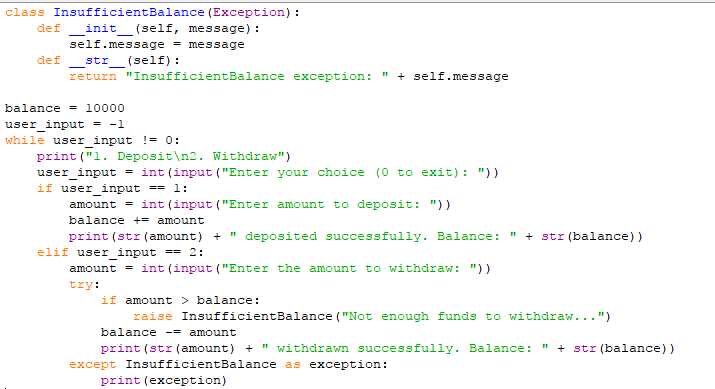 class InsufficientBalance(Exception):
    def __init__(self, message):
        self.message = message
    def __str__(self):
        return "InsufficientBalance exception: " + self.message

balance = 10000
user_input = -1
while user_input != 0:
    print("1. Deposit\n2. Withdraw")
    user_input = int(input("Enter your choice (0 to exit): "))
    if user_input == 1:
        amount = int(input("Enter amount to deposit: "))
        balance += amount
        print(str(amount) + " deposited successfully. Balance: " + str(balance))
    elif user_input == 2:
        amount = int(input("Enter the amount to withdraw: "))
        try:
            if amount > balance:
                raise InsufficientBalance("Not enough funds to withdraw...")
            balance -= amount
            print(str(amount) + " withdrawn successfully. Balance: " + str(balance))
        except InsufficientBalance as exception:
            print(exception)